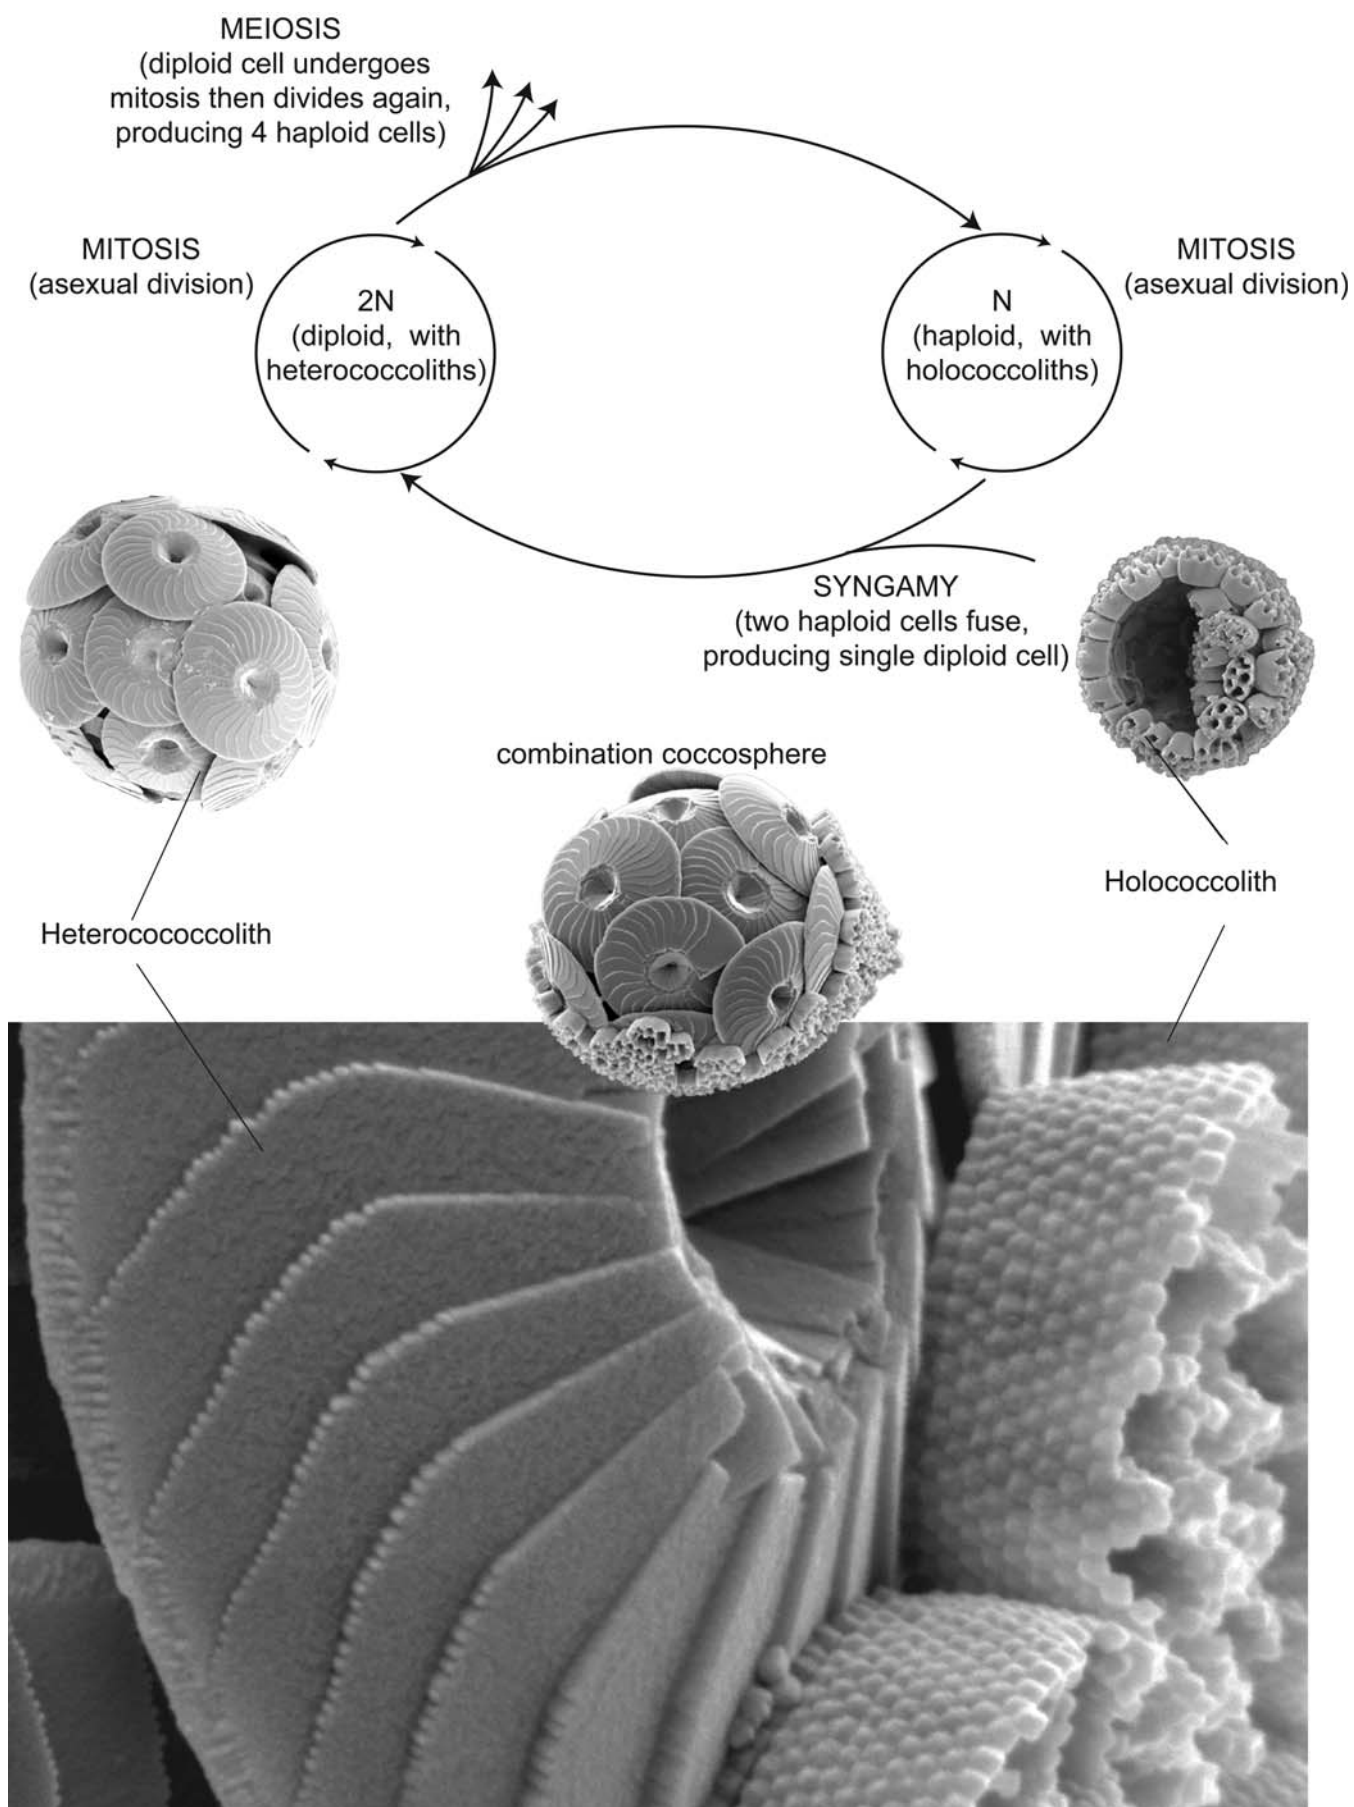 MEIOSIS
(diploid cell undergoes
mitosis then divides again,
producing 4 haploid cells)
MITOSIS
(asexual division)
2N
(diploid, with
heterococcoliths)
N
(haploid, with
holococcoliths)
MITOSIS
(asexual division)
SYNGAMY
(two haploid cells fuse,
producing single diploid cell)
combination coccosphere
Holococcolith
Heterocococcolith